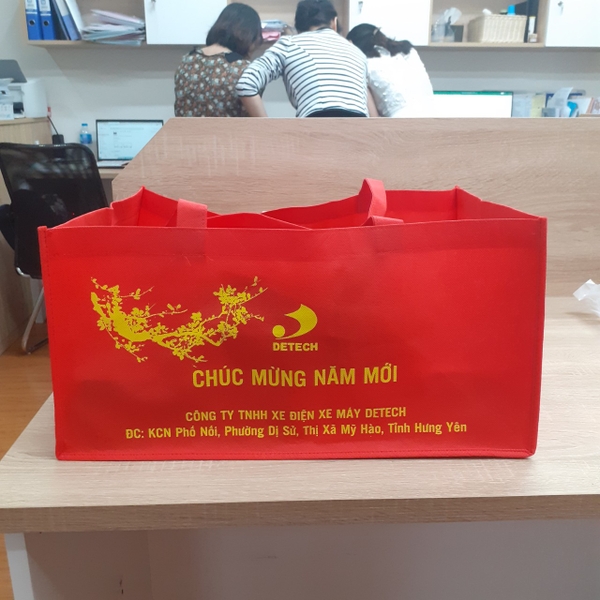 DETECH
CHÚC MỪNG NĂM MỚI
CÔNG TY TNHH XE ĐIỆN XE MÁY DETECH
ĐC: KCN Phố Nối, Phường Dị Sử, Thị Xã Mỹ Hào, Tỉnh Hưng Yên